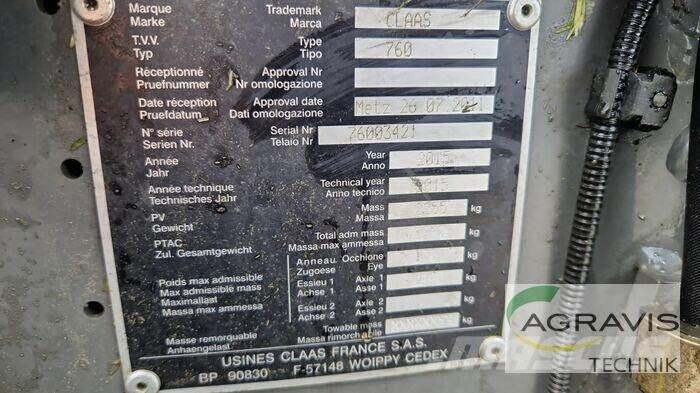 Marque Trademark
Marke Marca CLAAS
T.V.V. Type
Typ Tipo 760
Réceptionné Approval Nr
Pruefnummer Nr omologazione
Date réception Approval date
Pruefdatum Dati omologazione Metz 26 07 2011
N° série Serial Nr
Serien Nr. Telaio Nr 76003421
Année Year
Jahr Anno 2015
Année technique Technical year
Technisches Jahr Anno tecnico 2015
PV Mass
Gewicht Massa kg
PTAC Total adm mass
Zul. Gesamtgewicht Massa max ammessa kg
Anneau Occhione
Zugoese Eye kg
Poids max admissible Essieu 1 Axle 1
Max admissible mass Achse 1 Asse 1 kg
Maximallast Essieu 2 Axle 2
Massa max ammessa Achse 2 Asse 2 kg
Masse remorquable Towable mass
Anhaengelast Massa rimorch abile XXXXXXXXX kg
USINES CLAAS FRANCE S.A.S.
BP 90830 F-57148 WOIPPY CEDEX
AGRAVIS
TECHNIK